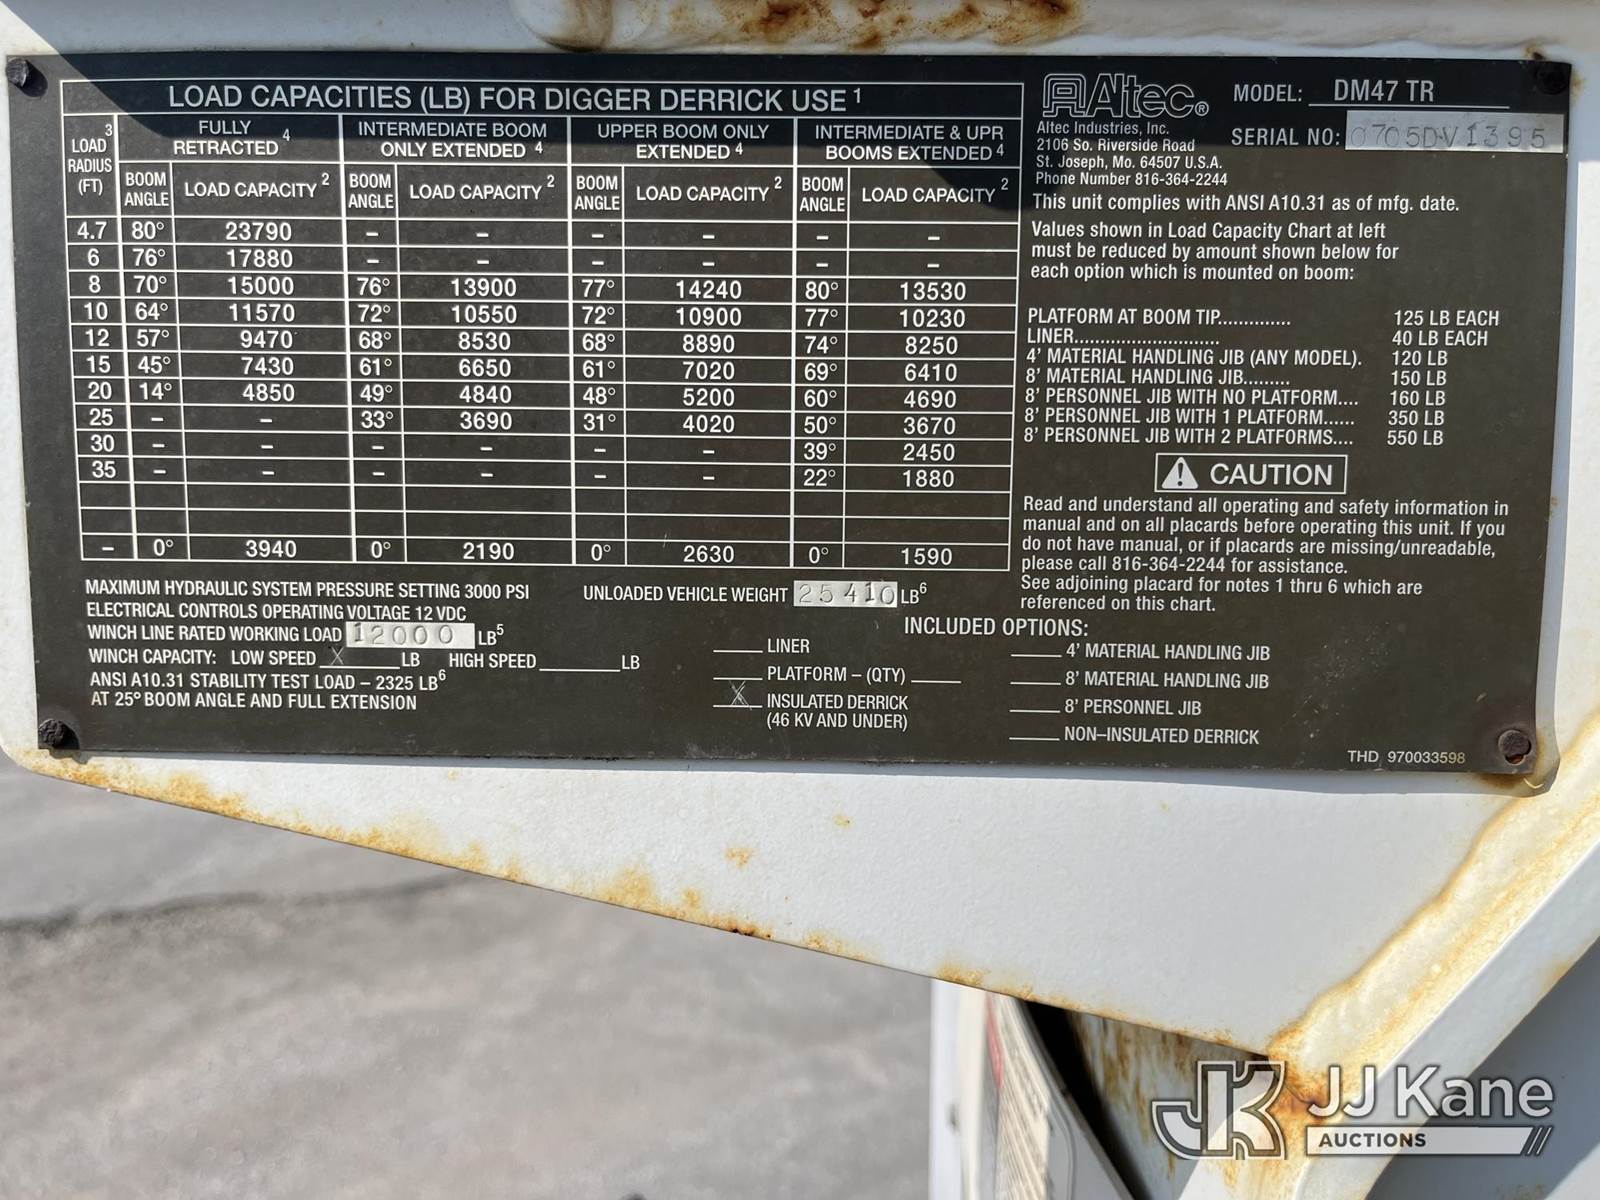 LOAD CAPACITIES (LB) FOR DIGGER DERRICK USE 1
LOAD 3 RADIUS (FT) | FULLY RETRACTED 4 | INTERMEDIATE BOOM ONLY EXTENDED 4 | UPPER BOOM ONLY EXTENDED 4 | INTERMEDIATE & UPR BOOMS EXTENDED 4
BOOM ANGLE | LOAD CAPACITY 2 | BOOM ANGLE | LOAD CAPACITY 2 | BOOM ANGLE | LOAD CAPACITY 2 | BOOM ANGLE | LOAD CAPACITY 2
4.7 80° 23790 – – – – – –
6 76° 17880 – – – – – –
8 70° 15000 76° 13900 77° 14240 80° 13530
10 64° 11570 72° 10550 72° 10900 77° 10230
12 57° 9470 68° 8530 68° 8890 74° 8250
15 45° 7430 61° 6650 61° 7020 69° 6410
20 14° 4850 49° 4840 48° 5200 60° 4690
25 – – 33° 3690 31° 4020 50° 3670
30 – – – – – – 39° 2450
35 – – – – – – 22° 1880
– 0° 3940 0° 2190 0° 2630 0° 1590
MAXIMUM HYDRAULIC SYSTEM PRESSURE SETTING 3000 PSI
ELECTRICAL CONTROLS OPERATING VOLTAGE 12 VDC
WINCH LINE RATED WORKING LOAD 12000 LB5
WINCH CAPACITY: LOW SPEED X LB HIGH SPEED ____ LB
ANSI A10.31 STABILITY TEST LOAD – 2325 LB6
AT 25° BOOM ANGLE AND FULL EXTENSION
UNLOADED VEHICLE WEIGHT 25410 LB6
Altec®
Altec Industries, Inc.
2106 So. Riverside Road
St. Joseph, Mo. 64507 U.S.A.
Phone Number 816-364-2244
MODEL: DM47 TR
SERIAL NO: 0705DV1395
This unit complies with ANSI A10.31 as of mfg. date.
Values shown in Load Capacity Chart at left
must be reduced by amount shown below for
each option which is mounted on boom:
PLATFORM AT BOOM TIP.............. 125 LB EACH
LINER........................... 40 LB EACH
4' MATERIAL HANDLING JIB (ANY MODEL). 120 LB
8' MATERIAL HANDLING JIB......... 150 LB
8' PERSONNEL JIB WITH NO PLATFORM.... 160 LB
8' PERSONNEL JIB WITH 1 PLATFORM...... 350 LB
8' PERSONNEL JIB WITH 2 PLATFORMS.... 550 LB
CAUTION
Read and understand all operating and safety information in
manual and on all placards before operating this unit. If you
do not have manual, or if placards are missing/unreadable,
please call 816-364-2244 for assistance.
See adjoining placard for notes 1 thru 6 which are
referenced on this chart.
INCLUDED OPTIONS:
____ LINER
____ PLATFORM – (QTY) ____
X INSULATED DERRICK
(46 KV AND UNDER)
____ 4' MATERIAL HANDLING JIB
____ 8' MATERIAL HANDLING JIB
____ 8' PERSONNEL JIB
____ NON–INSULATED DERRICK
THD 970033598
JK JJ Kane
AUCTIONS